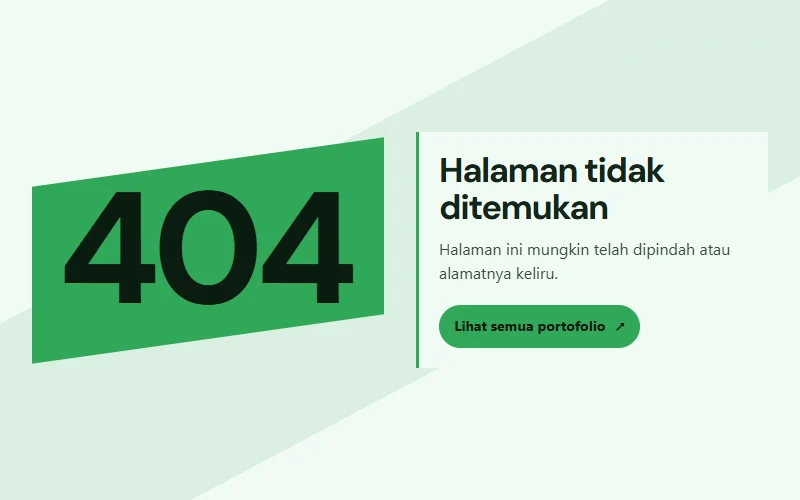 404
Halaman tidak
ditemukan
Halaman ini mungkin telah dipindah atau
alamatnya keliru.
Lihat semua portofolio ↗